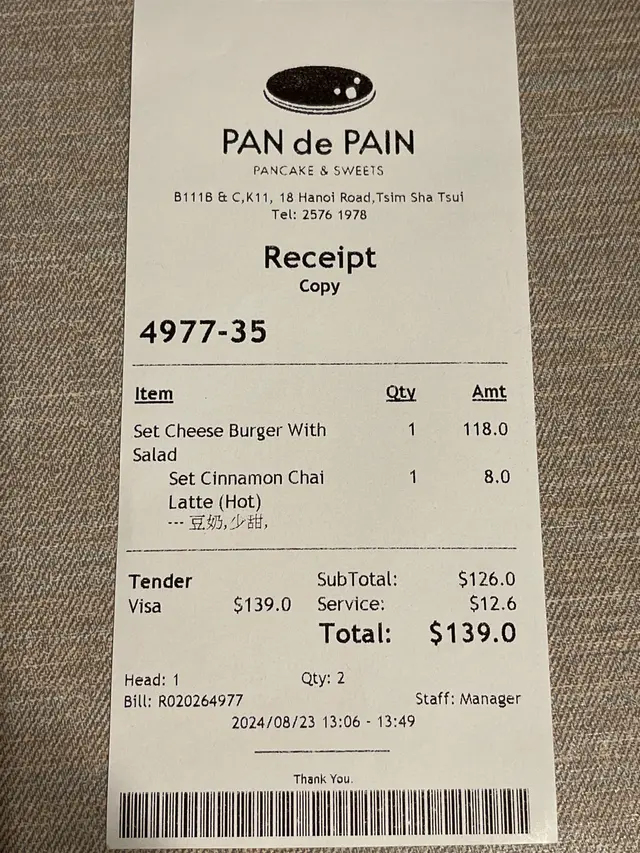 PAN de PAIN
PANCAKE & SWEETS
B111B & C,K11, 18 Hanoi Road,Tsim Sha Tsui
Tel: 2576 1978
Receipt
Copy
4977-35
Item Qty Amt
Set Cheese Burger With 1 118.0
Salad
Set Cinnamon Chai 1 8.0
Latte (Hot)
--- 豆奶,少甜,
Tender SubTotal: $126.0
Visa $139.0 Service: $12.6
Total: $139.0
Head: 1 Qty: 2
Bill: R020264977 Staff: Manager
2024/08/23 13:06 - 13:49
Thank You.